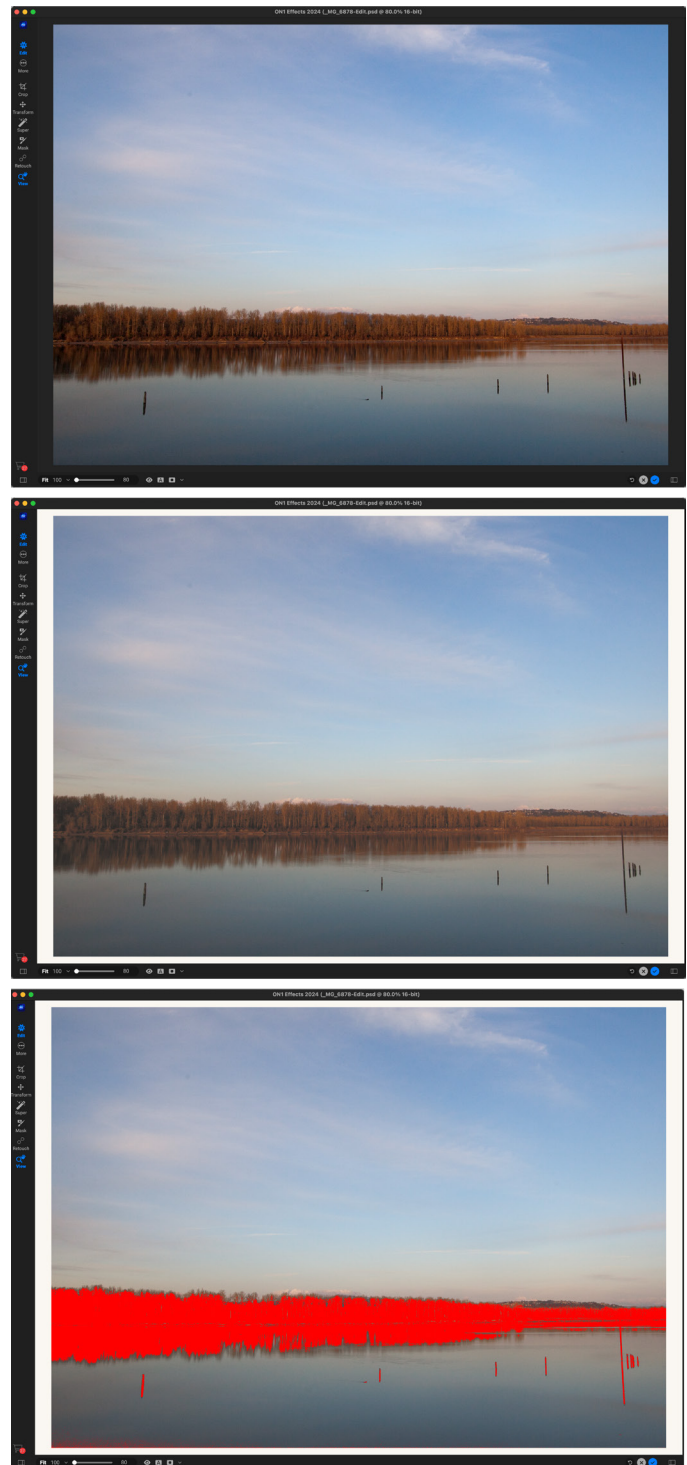 ON1 Effects 2024 (_MG_6878-Edit.psd @ 80.0% 16-bit)
Edit
More
Crop
Transform
Super
Mask
Retouch
View
Fit 100 80
ON1 Effects 2024 (_MG_6878-Edit.psd @ 80.0% 16-bit)
Edit
More
Crop
Transform
Super
Mask
Retouch
View
Fit 100 80
ON1 Effects 2024 (_MG_6878-Edit.psd @ 80.0% 16-bit)
Edit
More
Crop
Transform
Super
Mask
Retouch
View
Fit 100 80